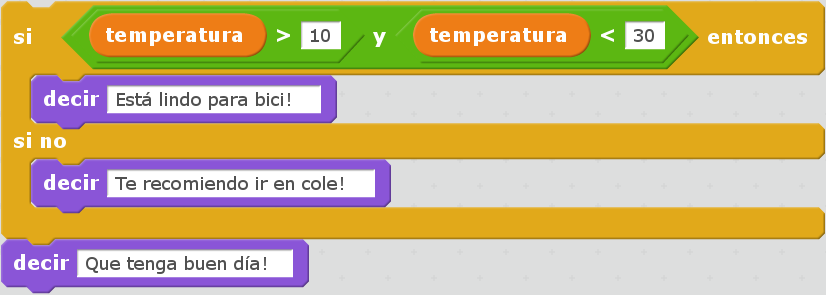 si temperatura > 10 y temperatura < 30 entonces
decir Está lindo para bici!
si no
decir Te recomiendo ir en cole!
decir Que tenga buen día!